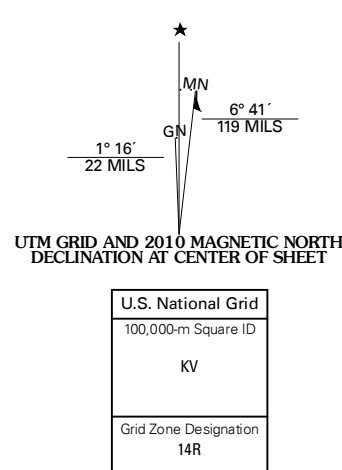 ★
MN
6° 41´
119 MILS
GN
1° 16´
22 MILS
UTM GRID AND 2010 MAGNETIC NORTH
DECLINATION AT CENTER OF SHEET
U.S. National Grid
100,000-m Square ID
KV
Grid Zone Designation
14R